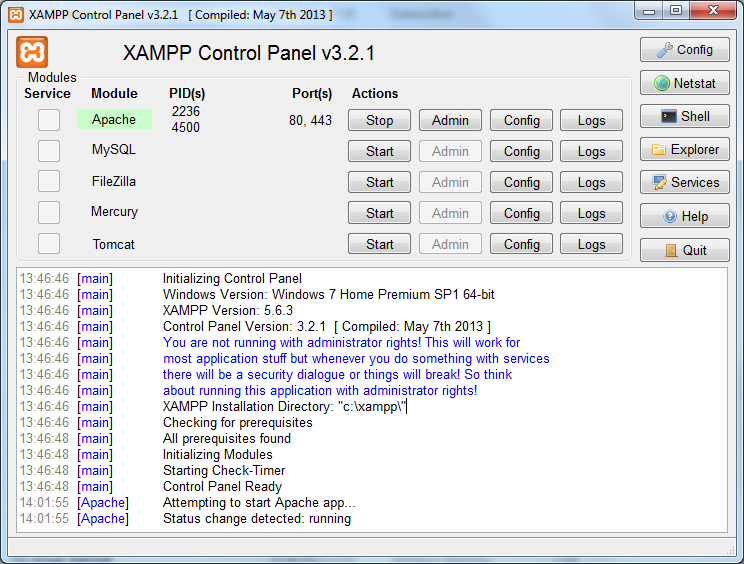 XAMPP Control Panel v3.2.1 [ Compiled: May 7th 2013 ]
XAMPP Control Panel v3.2.1
Config
Modules
Service Module PID(s) Port(s) Actions
Netstat
Apache 2236 4500 80, 443 Stop Admin Config Logs
Shell
MySQL Start Admin Config Logs
Explorer
FileZilla Start Admin Config Logs
Services
Mercury Start Admin Config Logs
Help
Tomcat Start Admin Config Logs
Quit
13:46:46 [main] Initializing Control Panel
13:46:46 [main] Windows Version: Windows 7 Home Premium SP1 64-bit
13:46:46 [main] XAMPP Version: 5.6.3
13:46:46 [main] Control Panel Version: 3.2.1 [ Compiled: May 7th 2013 ]
13:46:46 [main] You are not running with administrator rights! This will work for
13:46:46 [main] most application stuff but whenever you do something with services
13:46:46 [main] there will be a security dialogue or things will break! So think
13:46:46 [main] about running this application with administrator rights!
13:46:46 [main] XAMPP Installation Directory: "c:\xampp\"
13:46:46 [main] Checking for prerequisites
13:46:48 [main] All prerequisites found
13:46:48 [main] Initializing Modules
13:46:48 [main] Starting Check-Timer
13:46:48 [main] Control Panel Ready
14:01:55 [Apache] Attempting to start Apache app...
14:01:55 [Apache] Status change detected: running